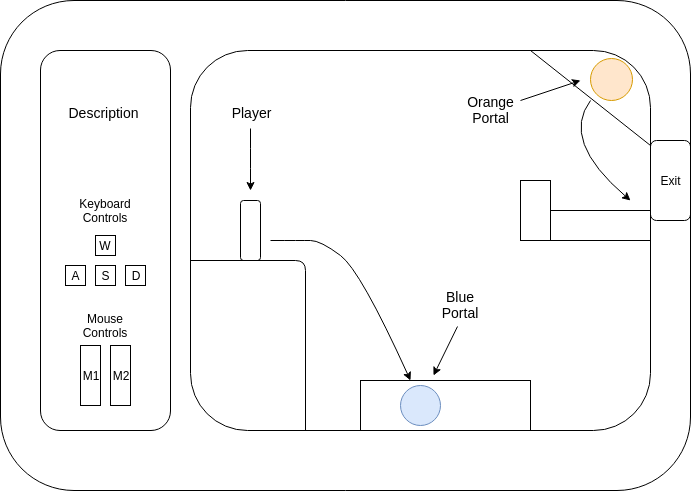 Description
Keyboard
Controls
W
A S D
Mouse
Controls
M1 M2
Player
Orange
Portal
Exit
Blue
Portal